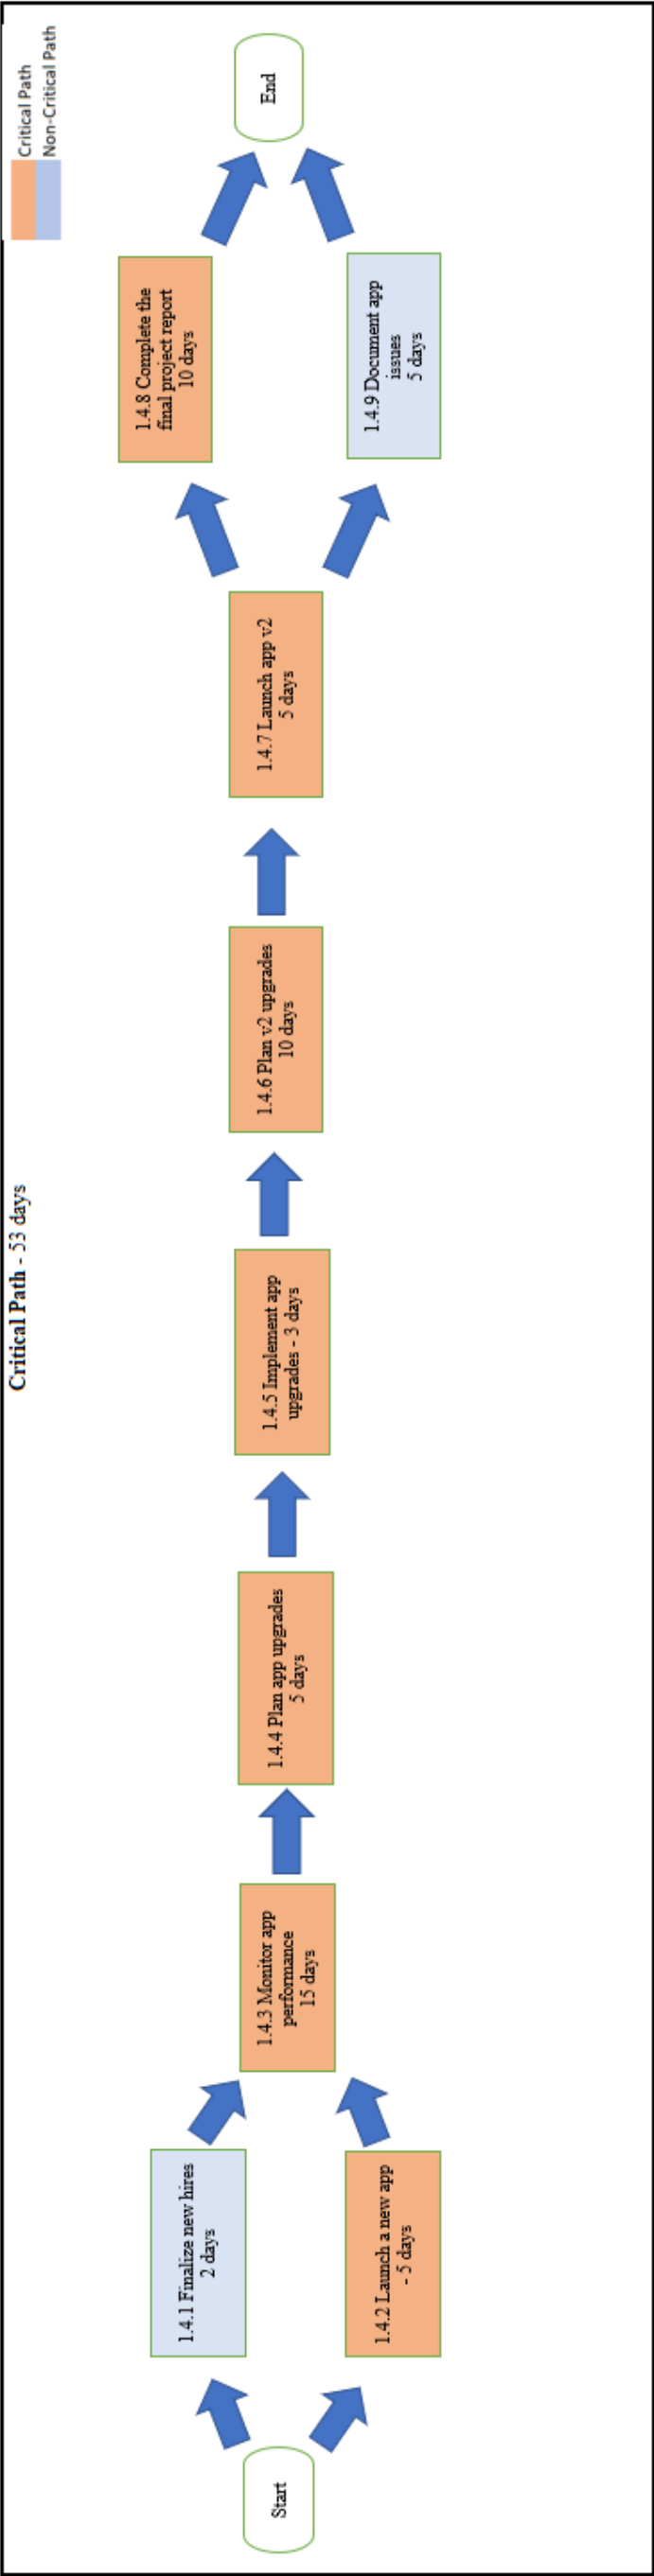 Critical Path - 53 days
Critical Path
Non-Critical Path
Start
1.4.1 Finalize new hires
2 days
1.4.2 Launch a new app
- 5 days
1.4.3 Monitor app
performance
15 days
1.4.4 Plan app upgrades
5 days
1.4.5 Implement app
upgrades - 3 days
1.4.6 Plan v2 upgrades
10 days
1.4.7 Launch app v2
5 days
1.4.8 Complete the
final project report
10 days
1.4.9 Document app
issues
5 days
End